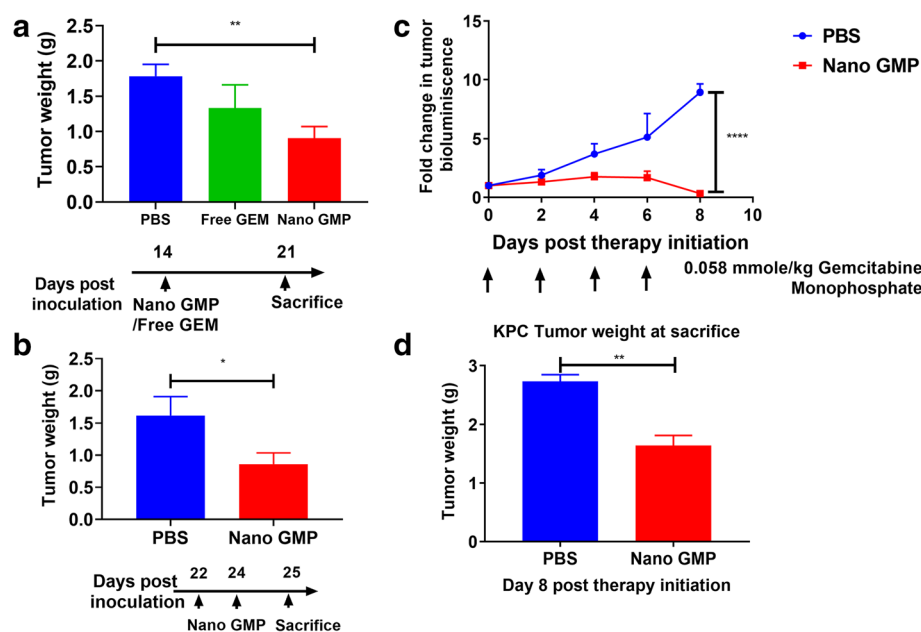 a
Tumor weight (g)
2.5
2.0
1.5
1.0
0.5
0.0
**
PBS
Free GEM
Nano GMP
Days post
inoculation
14
21
Nano GMP
/Free GEM
Sacrifice
b
Tumor weight (g)
2.5
2.0
1.5
1.0
0.5
0.0
*
PBS
Nano GMP
Days post
inoculation
22
24
25
Nano GMP
Sacrifice
c
Fold change in tumor
bioluminiscence
15
10
5
0
PBS
Nano GMP
****
0
2
4
6
8
10
Days post therapy initiation
0.058 mmole/kg Gemcitabine
Monophosphate
d
KPC Tumor weight at sacrifice
Tumor weight (g)
3
2
1
0
**
PBS
Nano GMP
Day 8 post therapy initiation